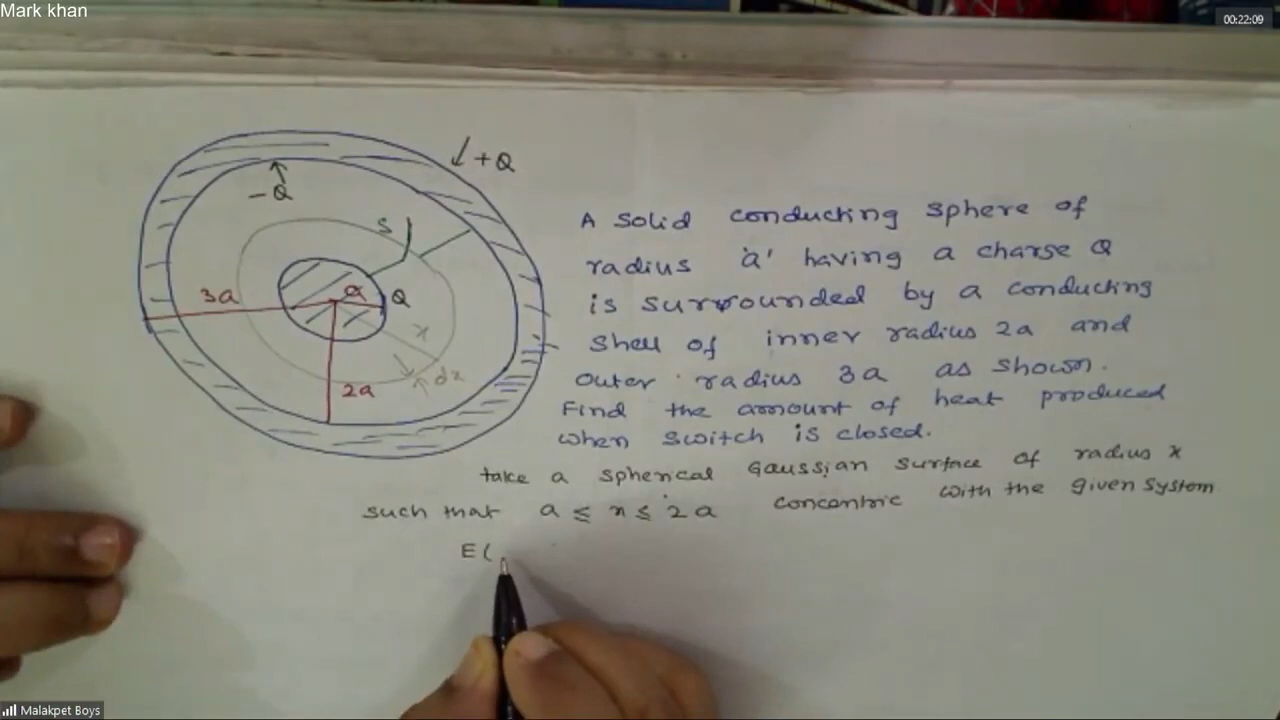 Mark khan
00:22:09
+Q
-Q
S
3a
a
Q
x
dx
2a
A solid conducting sphere of
radius 'a' having a charse Q
is surrounded by a conducting
shell of inner radius 2a and
outer radius 3a as shown.
Find the amount of heat produced
when switch is closed.
take a spherical Gaussian surface of radius x
such that a ≤ x ≤ 2a concentric with the given system
E(
Malakpet Boys